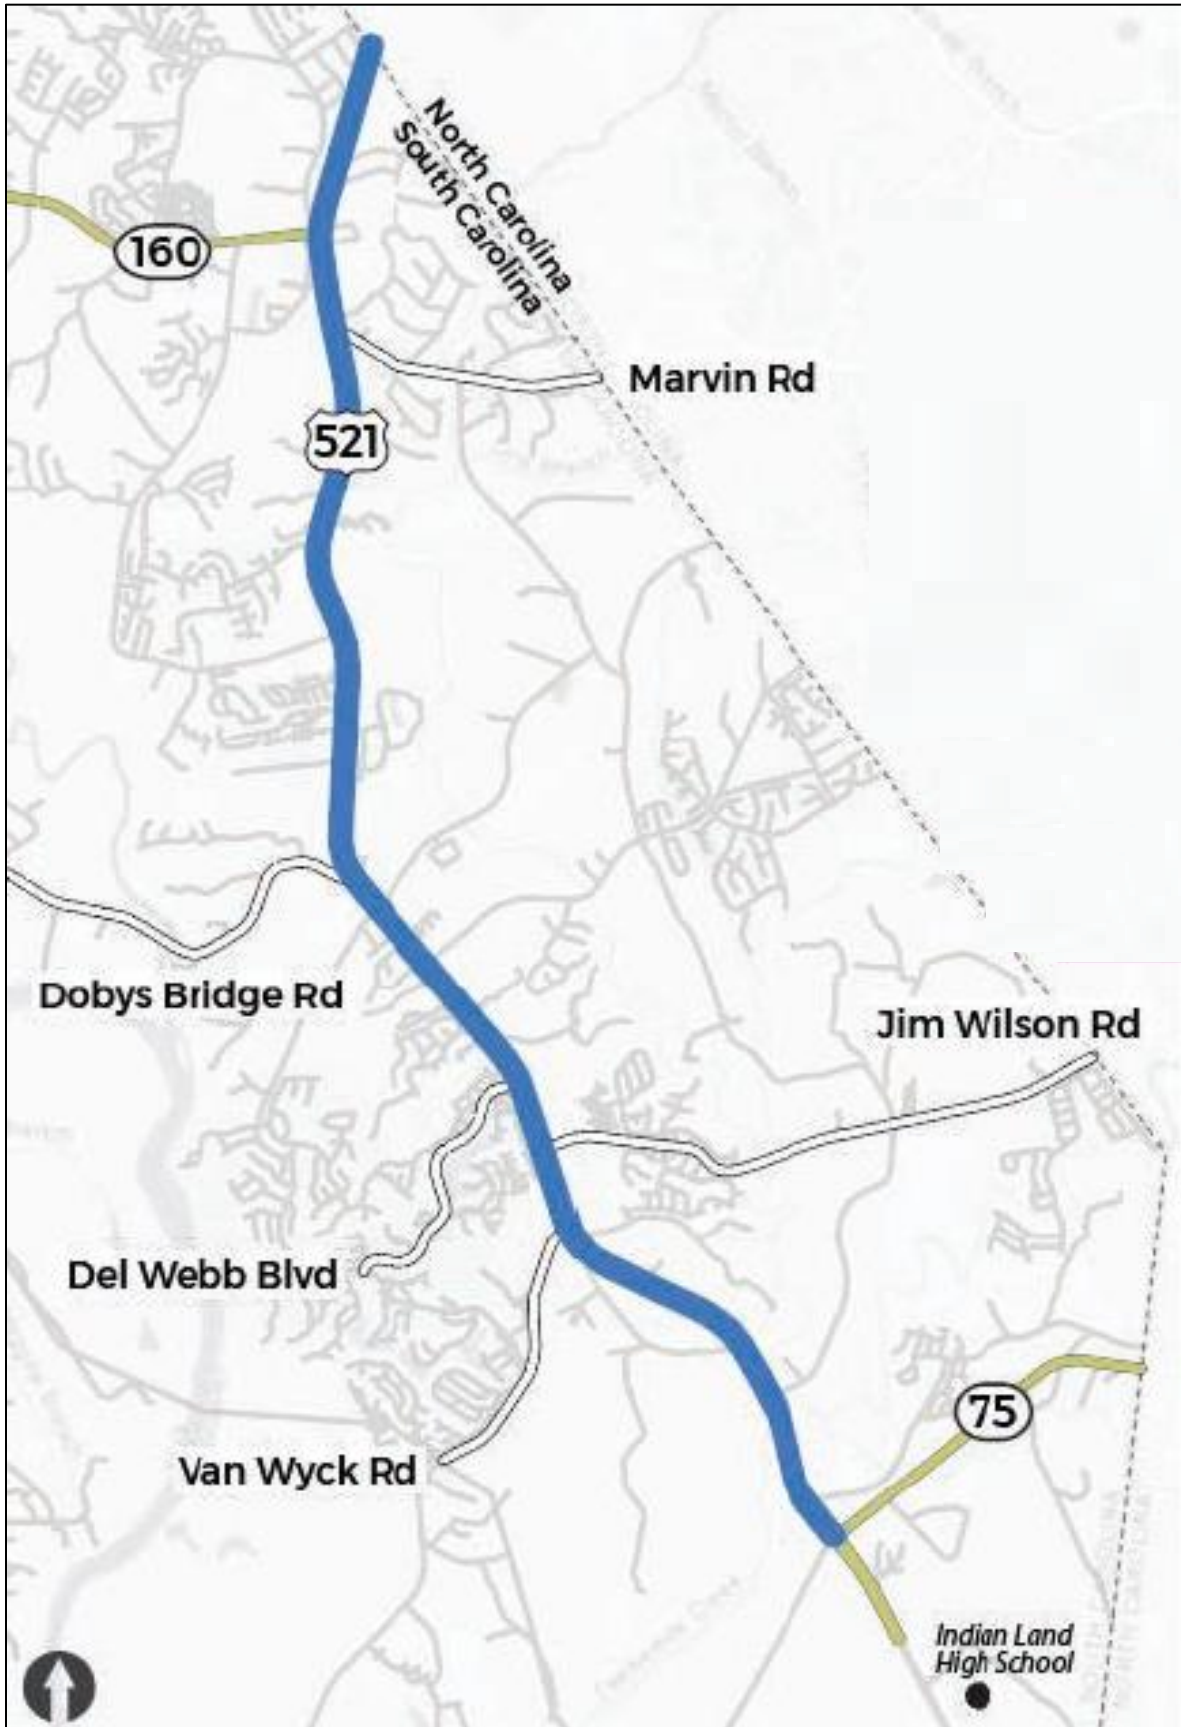 North Carolina
South Carolina
160
Marvin Rd
521
Dobys Bridge Rd
Jim Wilson Rd
Del Webb Blvd
75
Van Wyck Rd
Indian Land
High School